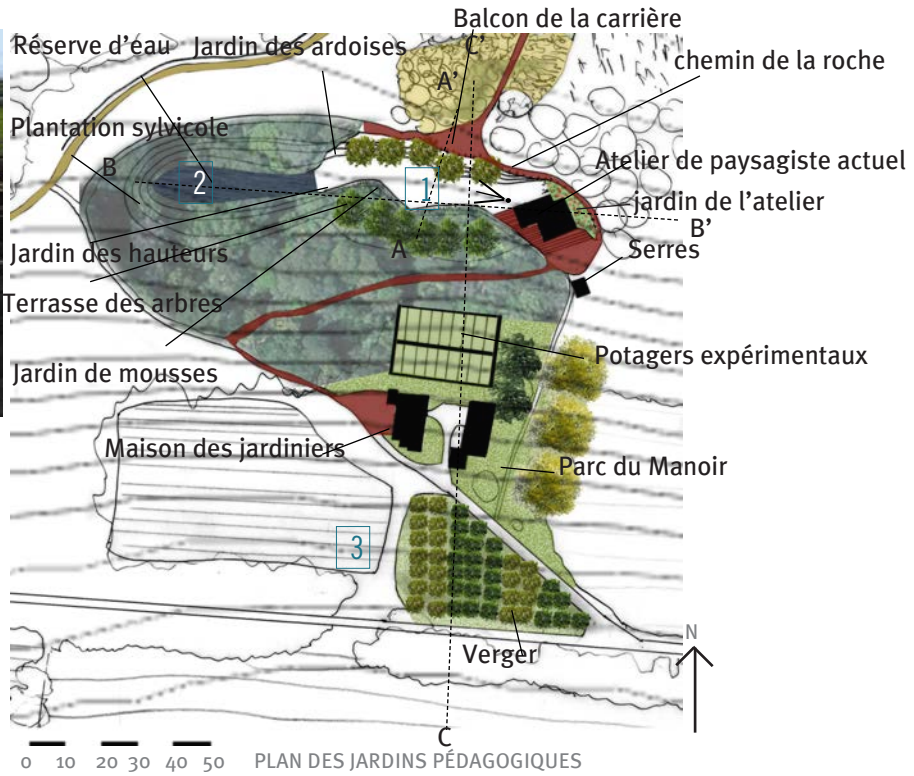 Balcon de la carrière
Réserve d'eau
Jardin des ardoises
C'
A'
chemin de la roche
Plantation sylvicole
B
2
1
Atelier de paysagiste actuel
jardin de l'atelier
B'
Jardin des hauteurs
A
Serres
Terrasse des arbres
Potagers expérimentaux
Jardin de mousses
Maison des jardiniers
Parc du Manoir
3
Verger
N
C
0 10 20 30 40 50 PLAN DES JARDINS PÉDAGOGIQUES